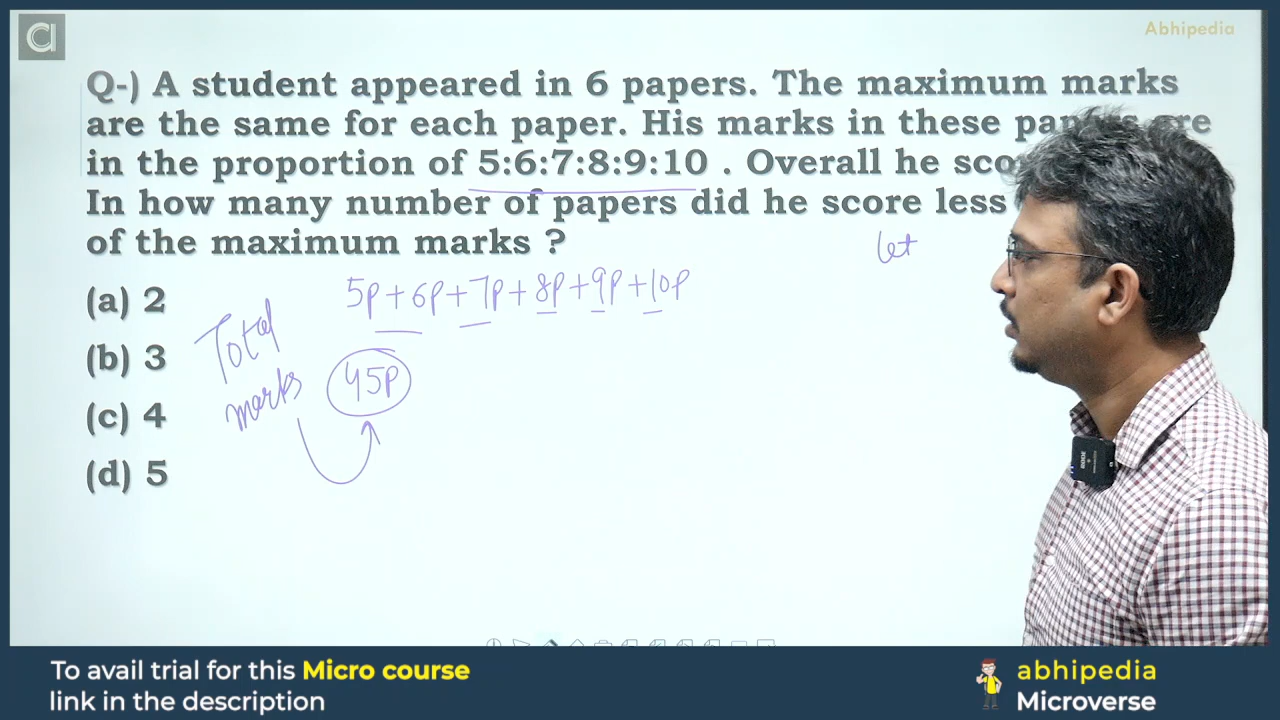 Abhipedia
Q-) A student appeared in 6 papers. The maximum marks
are the same for each paper. His marks in these papers are
in the proportion of 5:6:7:8:9:10 . Overall he
In how many number of papers did he score less
of the maximum marks ?
let
(a) 2
5p + 6p + 7p + 8p + 9p + 10p
Total
marks
(b) 3
45p
(c) 4
(d) 5
To avail trial for this Micro course
link in the description
abhipedia
Microverse